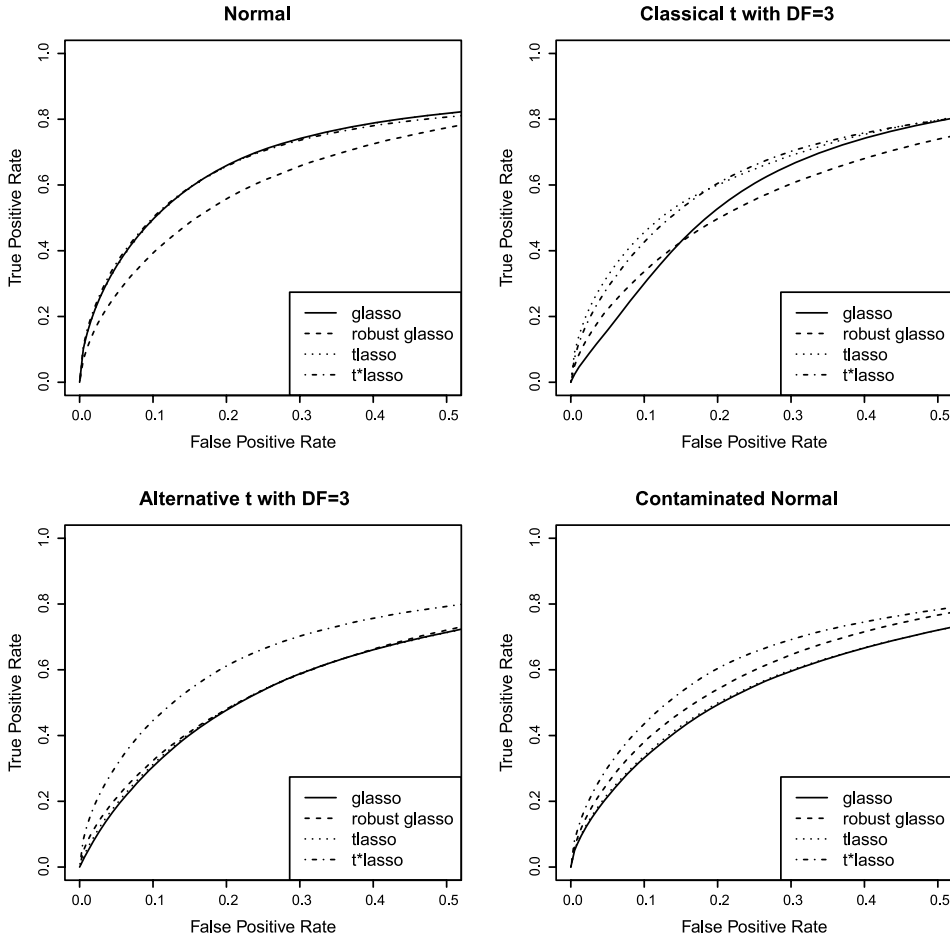 Normal
True Positive Rate
1.0
0.8
0.6
0.4
0.2
0.0
glasso
robust glasso
tlasso
t*lasso
0.0 0.1 0.2 0.3 0.4 0.5
False Positive Rate
Classical t with DF=3
True Positive Rate
1.0
0.8
0.6
0.4
0.2
0.0
glasso
robust glasso
tlasso
t*lasso
0.0 0.1 0.2 0.3 0.4 0.5
False Positive Rate
Alternative t with DF=3
True Positive Rate
1.0
0.8
0.6
0.4
0.2
0.0
glasso
robust glasso
tlasso
t*lasso
0.0 0.1 0.2 0.3 0.4 0.5
False Positive Rate
Contaminated Normal
True Positive Rate
1.0
0.8
0.6
0.4
0.2
0.0
glasso
robust glasso
tlasso
t*lasso
0.0 0.1 0.2 0.3 0.4 0.5
False Positive Rate